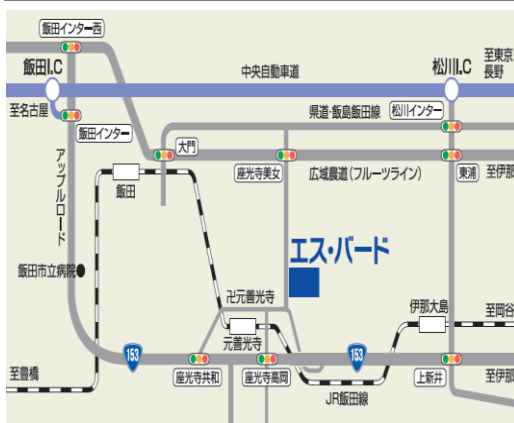 飯田インター西
飯田I.C
中央自動車道
松川I.C
至東京
長野
至名古屋
飯田インター
県道・飯島飯田線
松川インター
大門
座光寺美女
広域農道(フルーツライン)
東浦
至伊那
アップルロード
飯田
飯田市立病院
エス・バード
卍元善光寺
伊那大島
至岡谷
元善光寺
153
153
至豊橋
座光寺共和
座光寺高岡
上新井
至伊那
JR飯田線